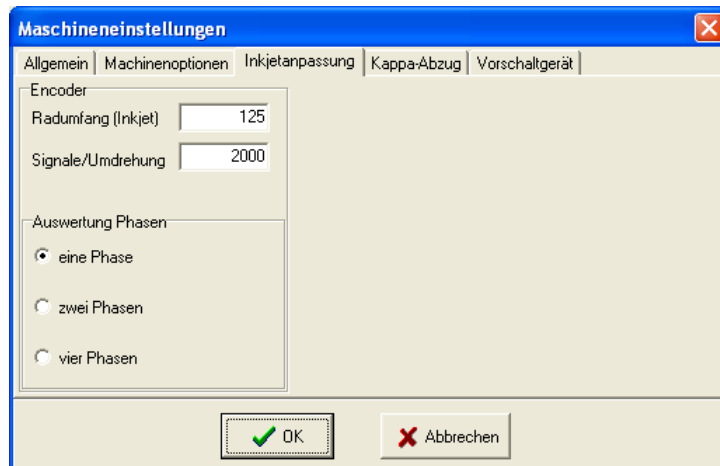 Maschineneinstellungen
Allgemein Machinenoptionen Inkjetanpassung Kappa-Abzug Vorschaltgerät
Encoder
Radumfang (Inkjet) 125
Signale/Umdrehung 2000
Auswertung Phasen
eine Phase
zwei Phasen
vier Phasen
OK Abbrechen